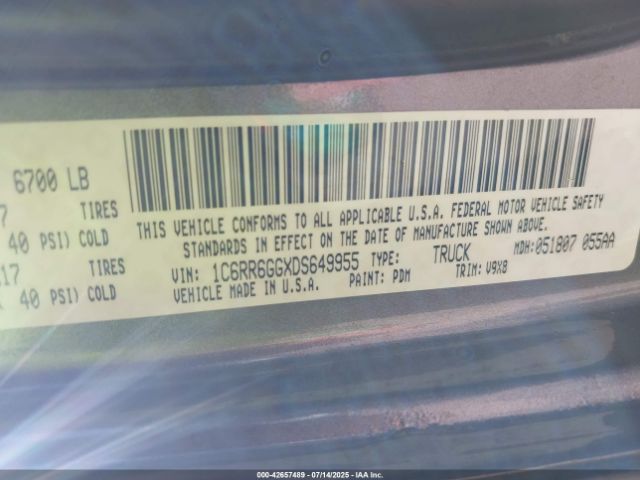 6700 LB
7 TIRES
40 PSI) COLD
17 TIRES
40 PSI) COLD
THIS VEHICLE CONFORMS TO ALL APPLICABLE U.S.A. FEDERAL MOTOR VEHICLE SAFETY
STANDARDS IN EFFECT ON THE DATE OF MANUFACTURE SHOWN ABOVE.
VIN: 1C6RR6GGXDS649955 TYPE: TRUCK MDH: 051807 055AA
VEHICLE MADE IN U.S.A. PAINT: PDM TRIM: V9X8
000-42657489 - 07/14/2025 - © IAA Inc.